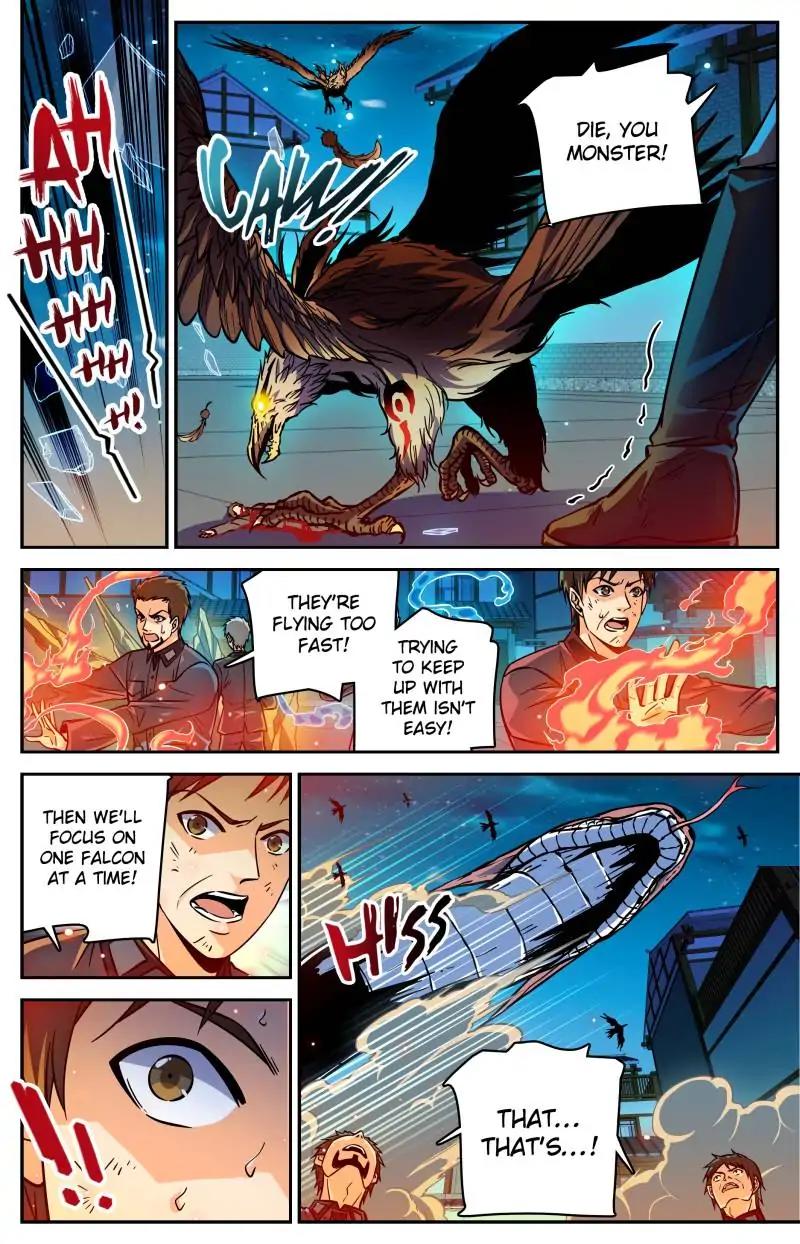 AH
HH
HH
HH
H!
CAW!
DIE, YOU
MONSTER!
THEY'RE
FLYING TOO
FAST!
TRYING
TO KEEP
UP WITH
THEM ISN'T
EASY!
THEN WE'LL
FOCUS ON
ONE FALCON
AT A TIME!
HISS
!!
THAT...
THAT'S...!